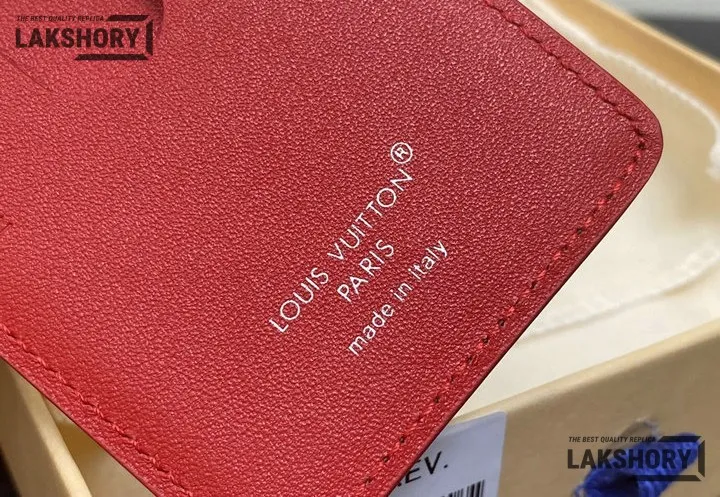 THE BEST QUALITY REPLICA
LAKSHORY
LOUIS VUITTON®
PARIS
made in italy
EV.
THE BEST QUALITY REPLICA
LAKSHORY